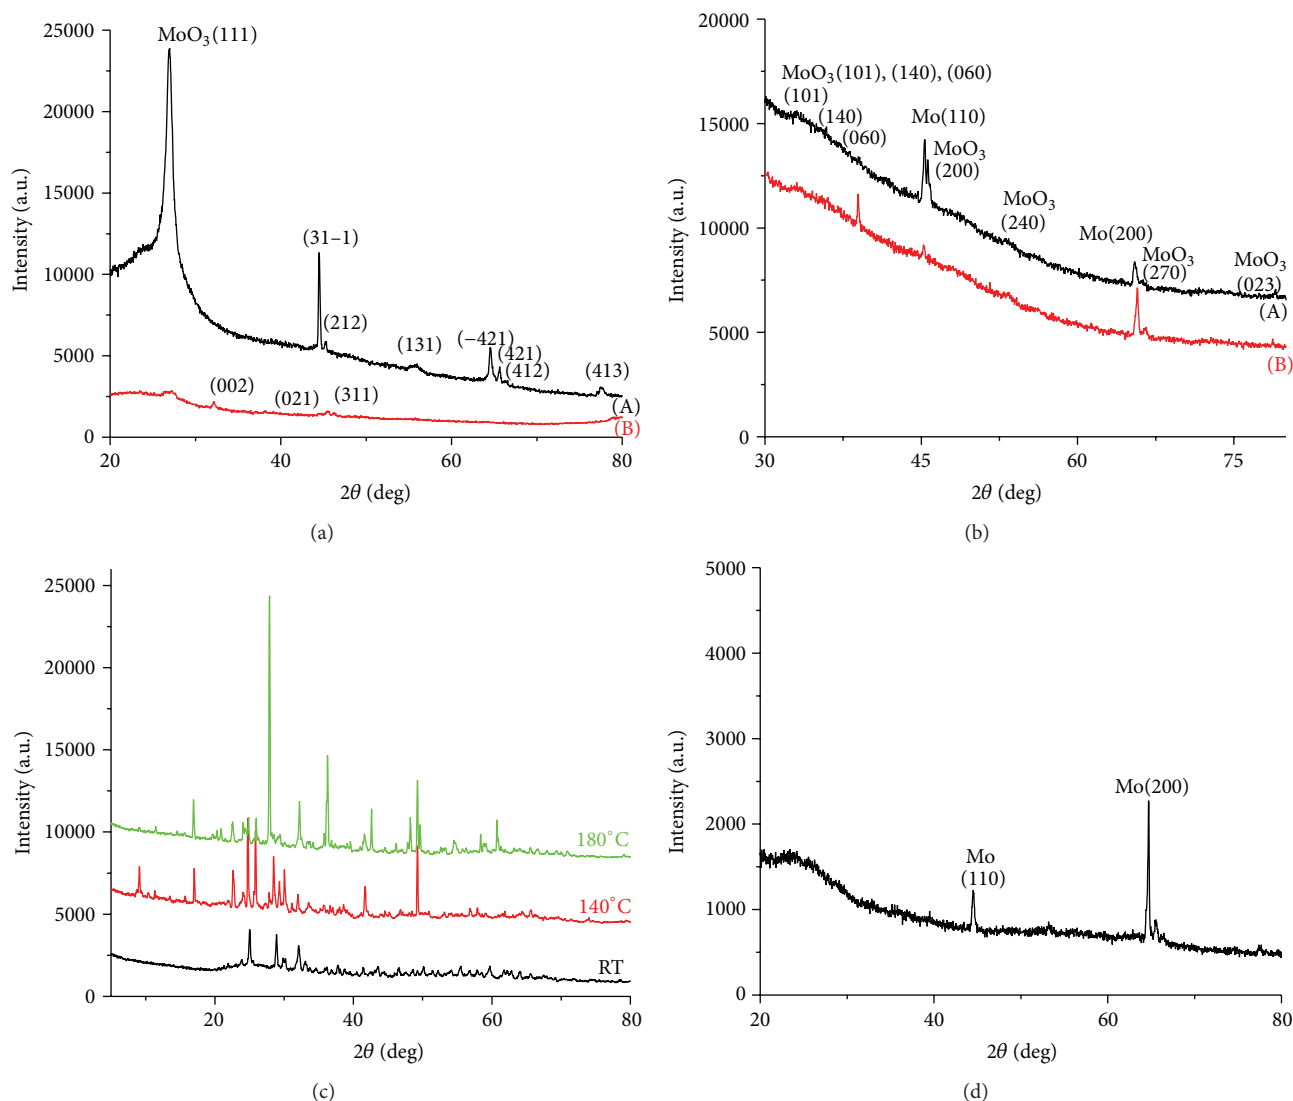 MoO3(111)
(31–1)
(212)
(131)
(−421)
(421)
(412)
(413)
(002)
(021)
(311)
(A)
(B)
25000
20000
15000
10000
5000
0
20
40
60
80
Intensity (a.u.)
2θ (deg)
(a)
MoO3(101), (140), (060)
(101)
(140)
(060)
Mo(110)
MoO3
(200)
MoO3
(240)
Mo(200)
MoO3
(270)
MoO3
(023)
(A)
(B)
20000
15000
10000
5000
0
30
45
60
75
Intensity (a.u.)
2θ (deg)
(b)
180°C
140°C
RT
25000
20000
15000
10000
5000
0
20
40
60
80
Intensity (a.u.)
2θ (deg)
(c)
Mo
(110)
Mo(200)
5000
4000
3000
2000
1000
0
20
40
60
80
Intensity (a.u.)
2θ (deg)
(d)